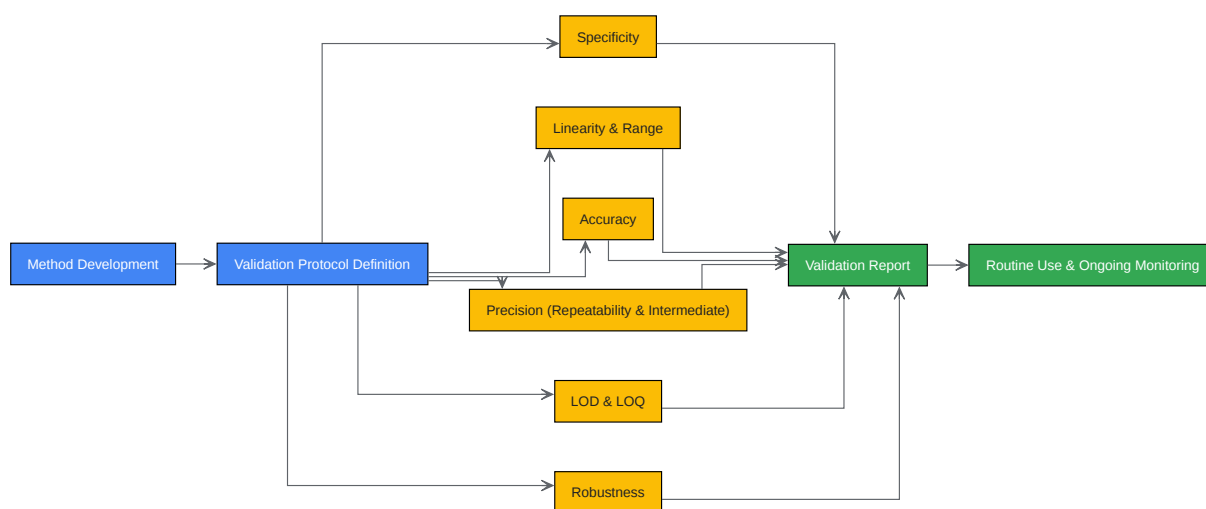 Specificity
Linearity & Range
Accuracy
Method Development
Validation Protocol Definition
Validation Report
Routine Use & Ongoing Monitoring
Precision (Repeatability & Intermediate)
LOD & LOQ
Robustness